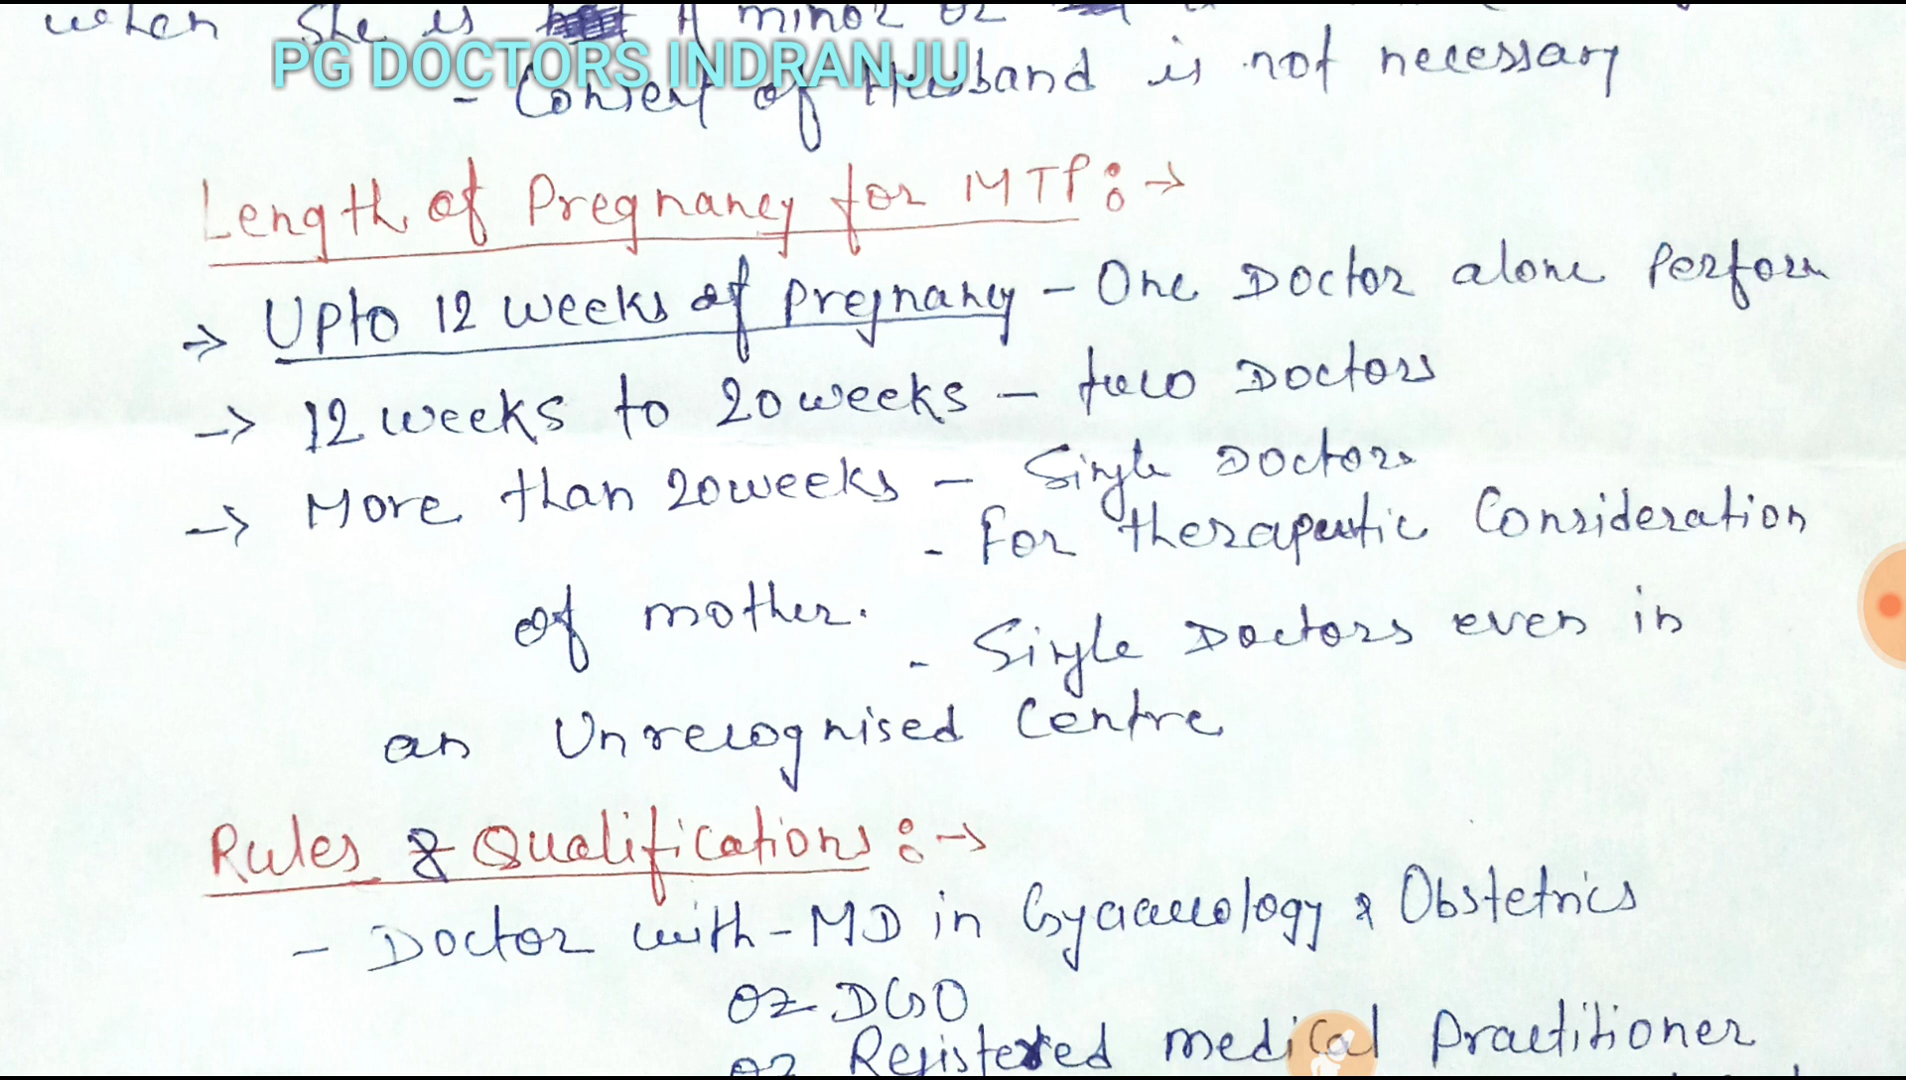 when She is A minor or
PG DOCTORS INDRANJU
- Consent of Husband is not necessary
Length of Pregnancy for MTP :→
→ Upto 12 weeks of pregnancy - One Doctor alone Perform
→ 12 weeks to 20 weeks - two Doctors
→ More than 20 weeks - Single Doctors
- For therapeutic Consideration
of mother.
- Single Doctors even in
an Unrecognised Centre
Rules & Qualifications :→
- Doctor with - MD in Gynaecology & Obstetrics
or DGO
or Registered medical Practitioner